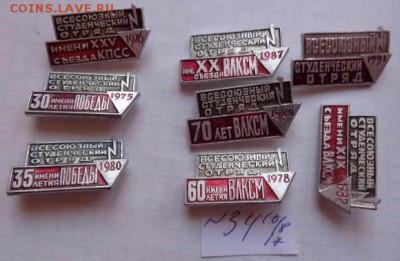 COINS.LAV.RU
ВСЕСОЮЗНЫЙ
СТУДЕНЧЕСКИЙ
ОТРЯД
ИМЕНИ XXV
СЪЕЗДА КПСС
1976
ВСЕСОЮЗНЫЙ
СТУДЕНЧЕСКИЙ
ОТРЯД
1975
30 ИМЕНИ
ЛЕТИЯ ПОБЕДЫ
ВСЕСОЮЗНЫЙ
СТУДЕНЧЕСКИЙ
ОТРЯД
1980
35 ИМЕНИ
ЛЕТИЯ ПОБЕДЫ
ВСЕСОЮЗНЫЙ
СТУДЕНЧЕСКИЙ
ОТРЯД
1987
ИМ. XX
СЪЕЗДА ВЛКСМ
ВСЕСОЮЗНЫЙ
СТУДЕНЧЕСКИЙ
ОТРЯД
1988
70 ЛЕТ ВЛКСМ
ВСЕСОЮЗНЫЙ
СТУДЕНЧЕСКИЙ
ОТРЯД
1978
60 ИМЕНИ
ЛЕТИЯ ВЛКСМ
ВСЕСОЮЗНЫЙ
СТУДЕНЧЕСКИЙ
ОТРЯД
1991
ВСЕСОЮЗНЫЙ
СТУДЕНЧЕСКИЙ
ОТРЯД
ИМЕНИ XIX
СЪЕЗДА ВЛКСМ
1982